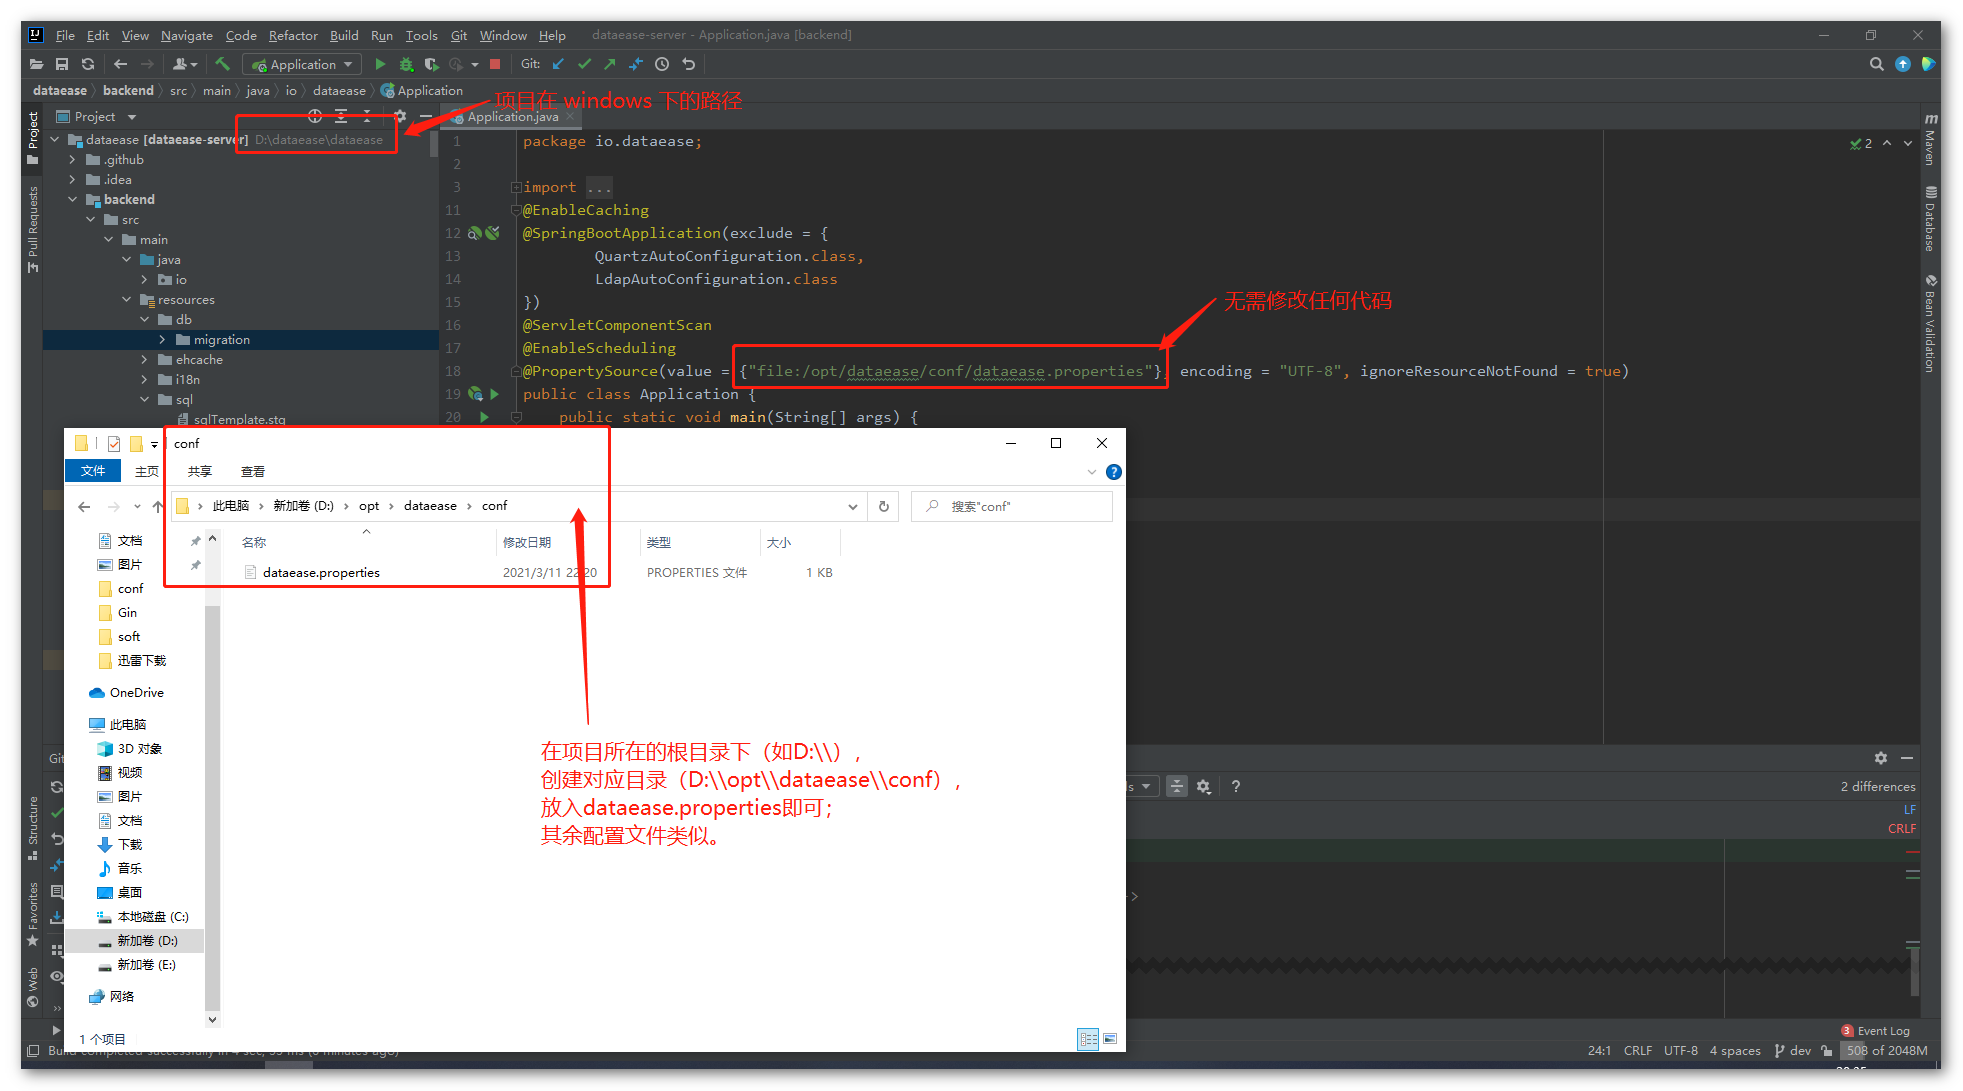 File Edit View Navigate Code Refactor Build Run Tools Git Window Help dataease-server - Application.java [backend]
Application Git:
dataease backend src main java io dataease Application
项目在 windows 下的路径
Project
Application.java
dataease [dataease-server] D:\dataease\dataease
.github
.idea
backend
src
main
java
io
resources
db
migration
ehcache
i18n
sql
sqlTemplate.stg
Project
Pull Requests
Structure
Favorites
Web
1 package io.dataease;
2
3 import ...
11 @EnableCaching
12 @SpringBootApplication(exclude = {
13 QuartzAutoConfiguration.class,
14 LdapAutoConfiguration.class
15 })
16 @ServletComponentScan
17 @EnableScheduling
18 @PropertySource(value = {"file:/opt/dataease/conf/dataease.properties"}, encoding = "UTF-8", ignoreResourceNotFound = true)
19 public class Application {
20 public static void main(String[] args) {
无需修改任何代码
2
Maven
Database
Bean Validation
conf
文件 主页 共享 查看
此电脑 新加卷 (D:) opt dataease conf
搜索"conf"
名称 修改日期 类型 大小
dataease.properties 2021/3/11 22:20 PROPERTIES 文件 1 KB
文档
图片
conf
Gin
soft
迅雷下载
OneDrive
此电脑
3D 对象
视频
图片
文档
下载
音乐
桌面
本地磁盘 (C:)
新加卷 (D:)
新加卷 (E:)
网络
1 个项目
在项目所在的根目录下（如D:\\），
创建对应目录（D:\\opt\\dataease\\conf），
放入dataease.properties即可；
其余配置文件类似。
Git
2 differences
LF
CRLF
3 Event Log
24:1 CRLF UTF-8 4 spaces dev 508 of 2048M